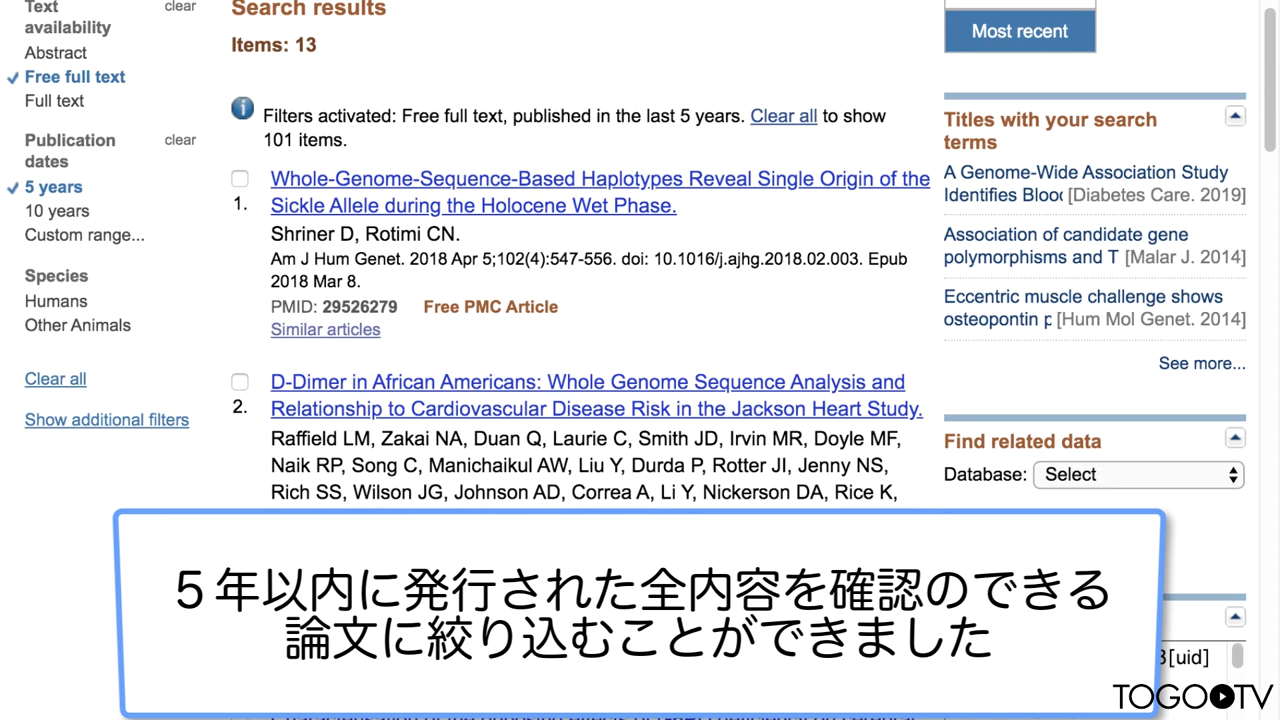 Text
availability
clear
Abstract
Free full text
Full text
Publication
dates
clear
5 years
10 years
Custom range...
Species
Humans
Other Animals
Clear all
Show additional filters
Search results
Items: 13
Filters activated: Free full text, published in the last 5 years. Clear all to show
101 items.
1.
Whole-Genome-Sequence-Based Haplotypes Reveal Single Origin of the
Sickle Allele during the Holocene Wet Phase.
Shriner D, Rotimi CN.
Am J Hum Genet. 2018 Apr 5;102(4):547-556. doi: 10.1016/j.ajhg.2018.02.003. Epub
2018 Mar 8.
PMID: 29526279 Free PMC Article
Similar articles
2.
D-Dimer in African Americans: Whole Genome Sequence Analysis and
Relationship to Cardiovascular Disease Risk in the Jackson Heart Study.
Raffield LM, Zakai NA, Duan Q, Laurie C, Smith JD, Irvin MR, Doyle MF,
Naik RP, Song C, Manichaikul AW, Liu Y, Durda P, Rotter JI, Jenny NS,
Rich SS, Wilson JG, Johnson AD, Correa A, Li Y, Nickerson DA, Rice K,
Most recent
Titles with your search
terms
A Genome-Wide Association Study
Identifies Blood [Diabetes Care. 2019]
Association of candidate gene
polymorphisms and T [Malar J. 2014]
Eccentric muscle challenge shows
osteopontin p [Hum Mol Genet. 2014]
See more...
Find related data
Database: Select
[uid]
５年以内に発行された全内容を確認のできる
論文に絞り込むことができました
TOGOTV